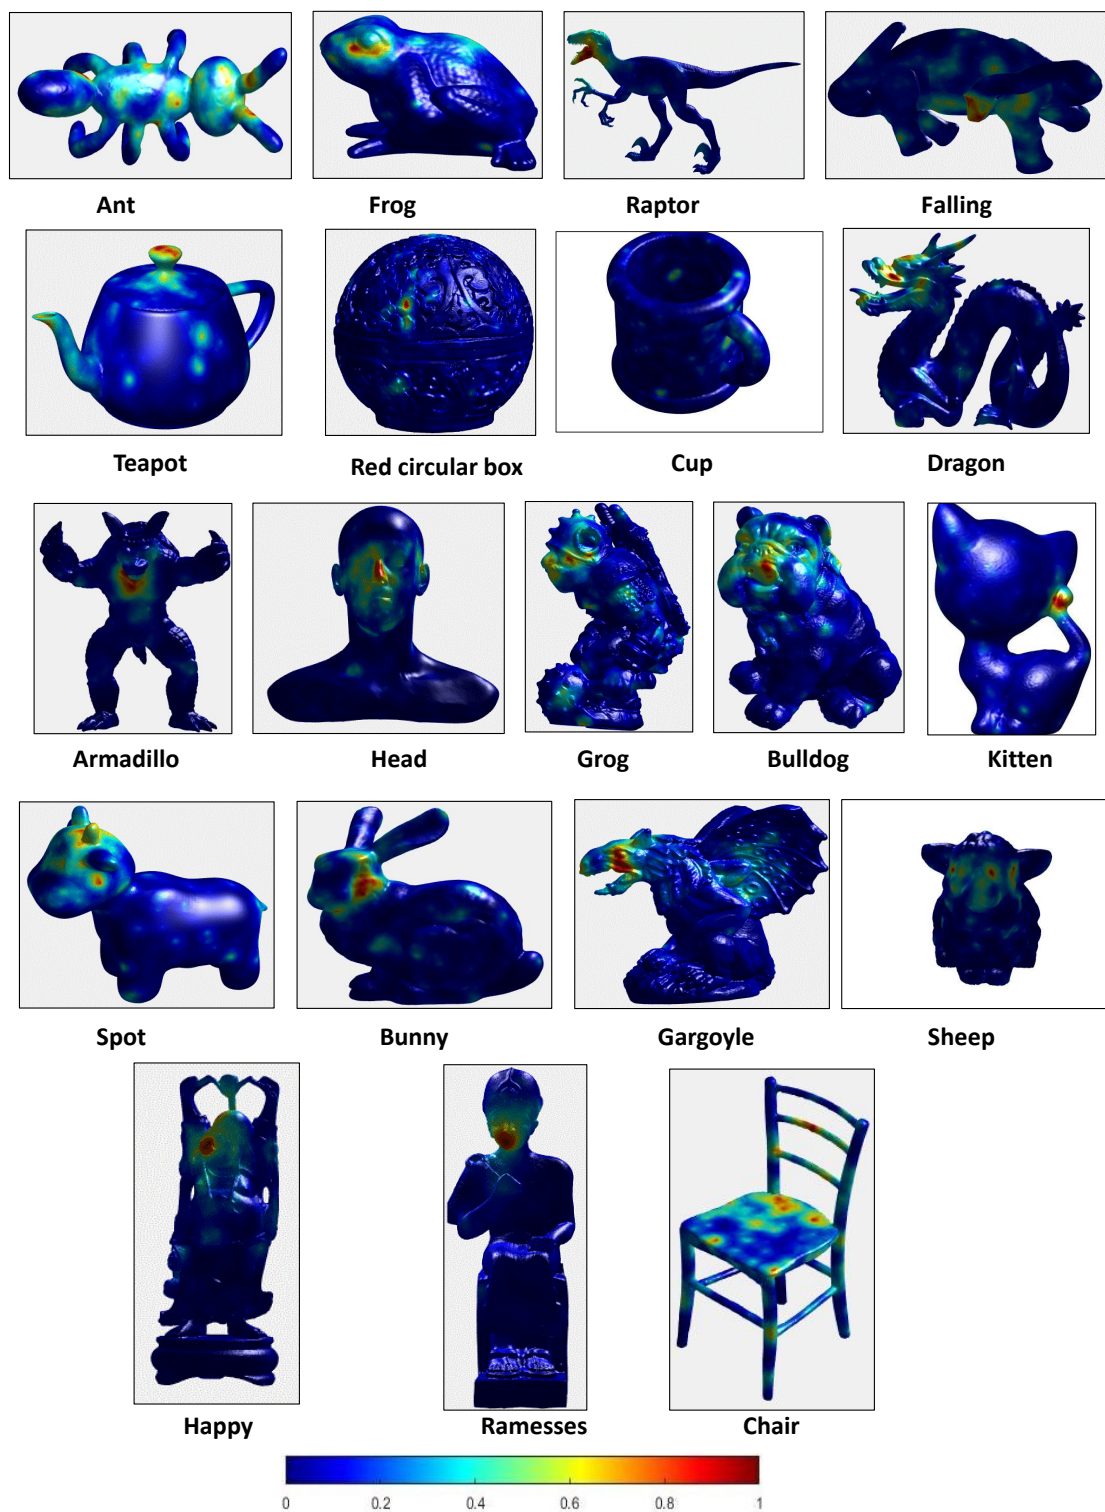 Ant Frog Raptor Falling
Teapot Red circular box Cup Dragon
Armadillo Head Grog Bulldog Kitten
Spot Bunny Gargoyle Sheep
Happy Ramesses Chair
0 0.2 0.4 0.6 0.8 1